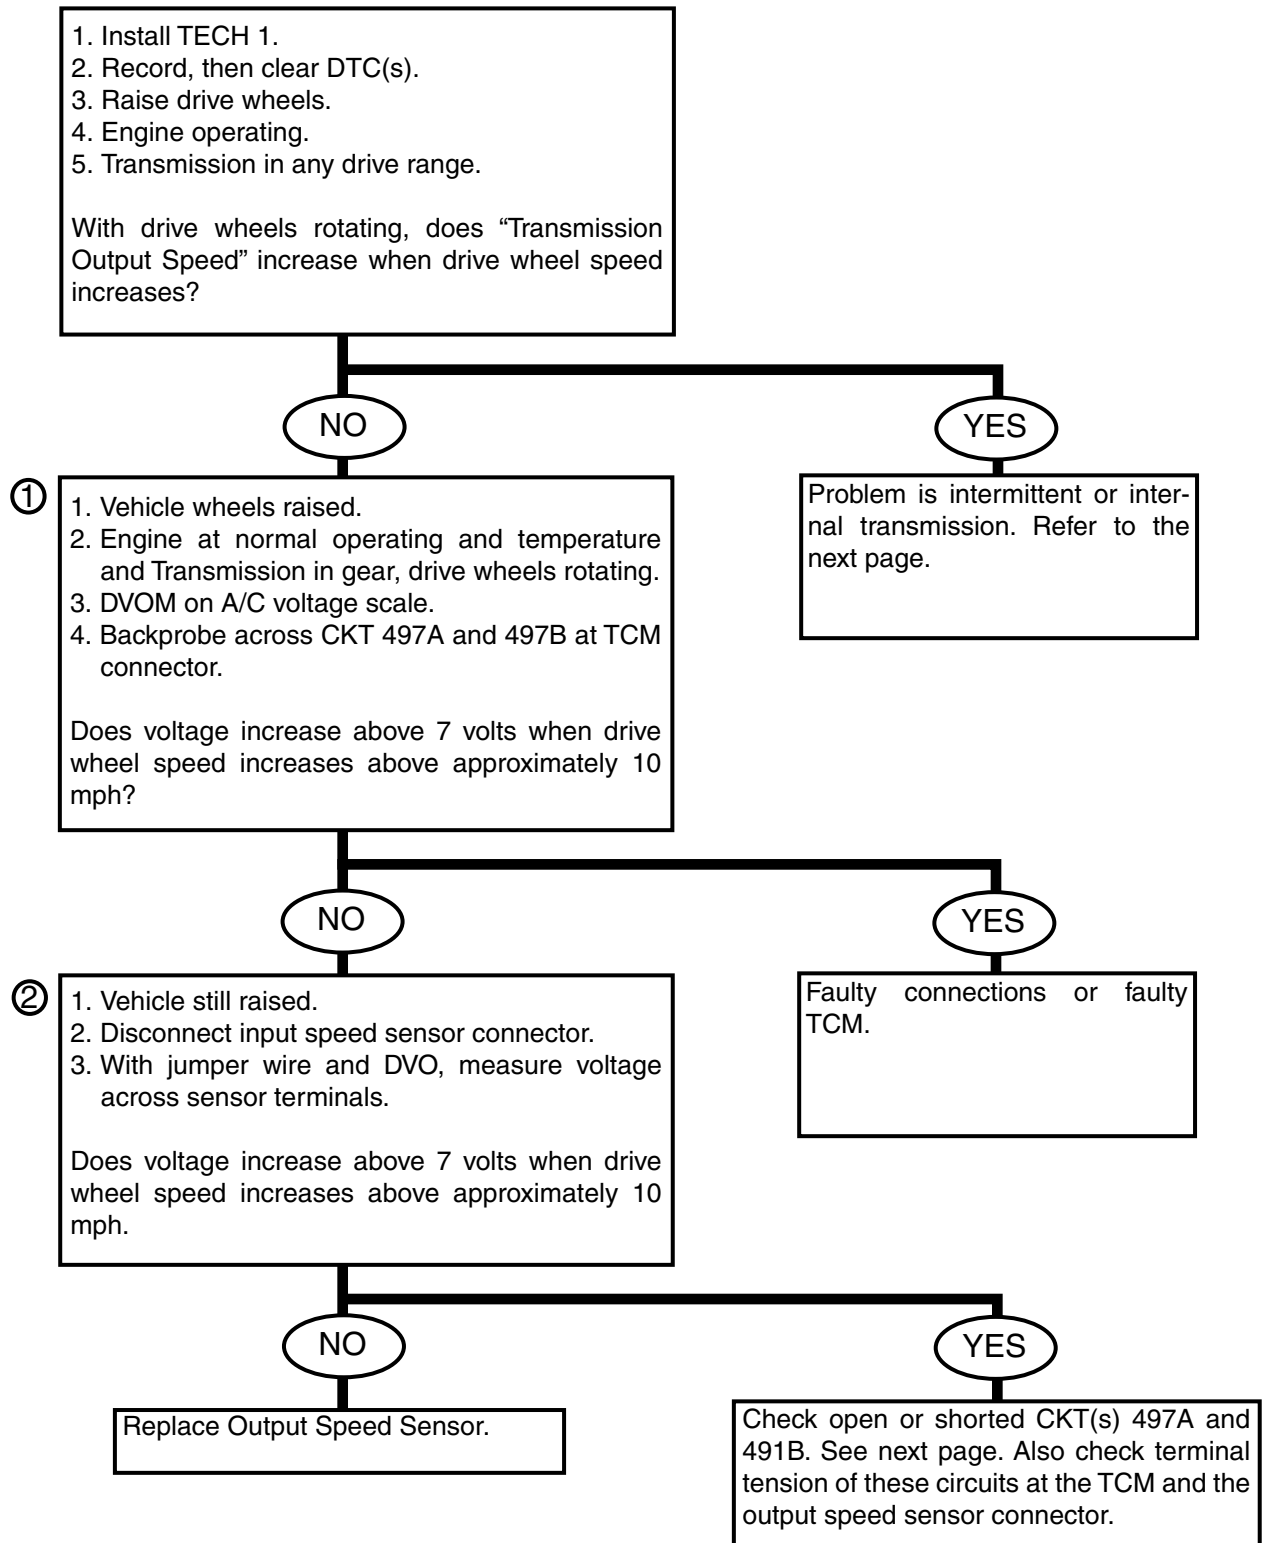 1. Install TECH 1.
2. Record, then clear DTC(s).
3. Raise drive wheels.
4. Engine operating.
5. Transmission in any drive range.
With drive wheels rotating, does “Transmission
Output Speed” increase when drive wheel speed
increases?
NO
YES
①
1. Vehicle wheels raised.
2. Engine at normal operating and temperature
and Transmission in gear, drive wheels rotating.
3. DVOM on A/C voltage scale.
4. Backprobe across CKT 497A and 497B at TCM
connector.
Does voltage increase above 7 volts when drive
wheel speed increases above approximately 10
mph?
Problem is intermittent or inter-
nal transmission. Refer to the
next page.
NO
YES
②
1. Vehicle still raised.
2. Disconnect input speed sensor connector.
3. With jumper wire and DVO, measure voltage
across sensor terminals.
Does voltage increase above 7 volts when drive
wheel speed increases above approximately 10
mph.
Faulty connections or faulty
TCM.
NO
YES
Replace Output Speed Sensor.
Check open or shorted CKT(s) 497A and
491B. See next page. Also check terminal
tension of these circuits at the TCM and the
output speed sensor connector.